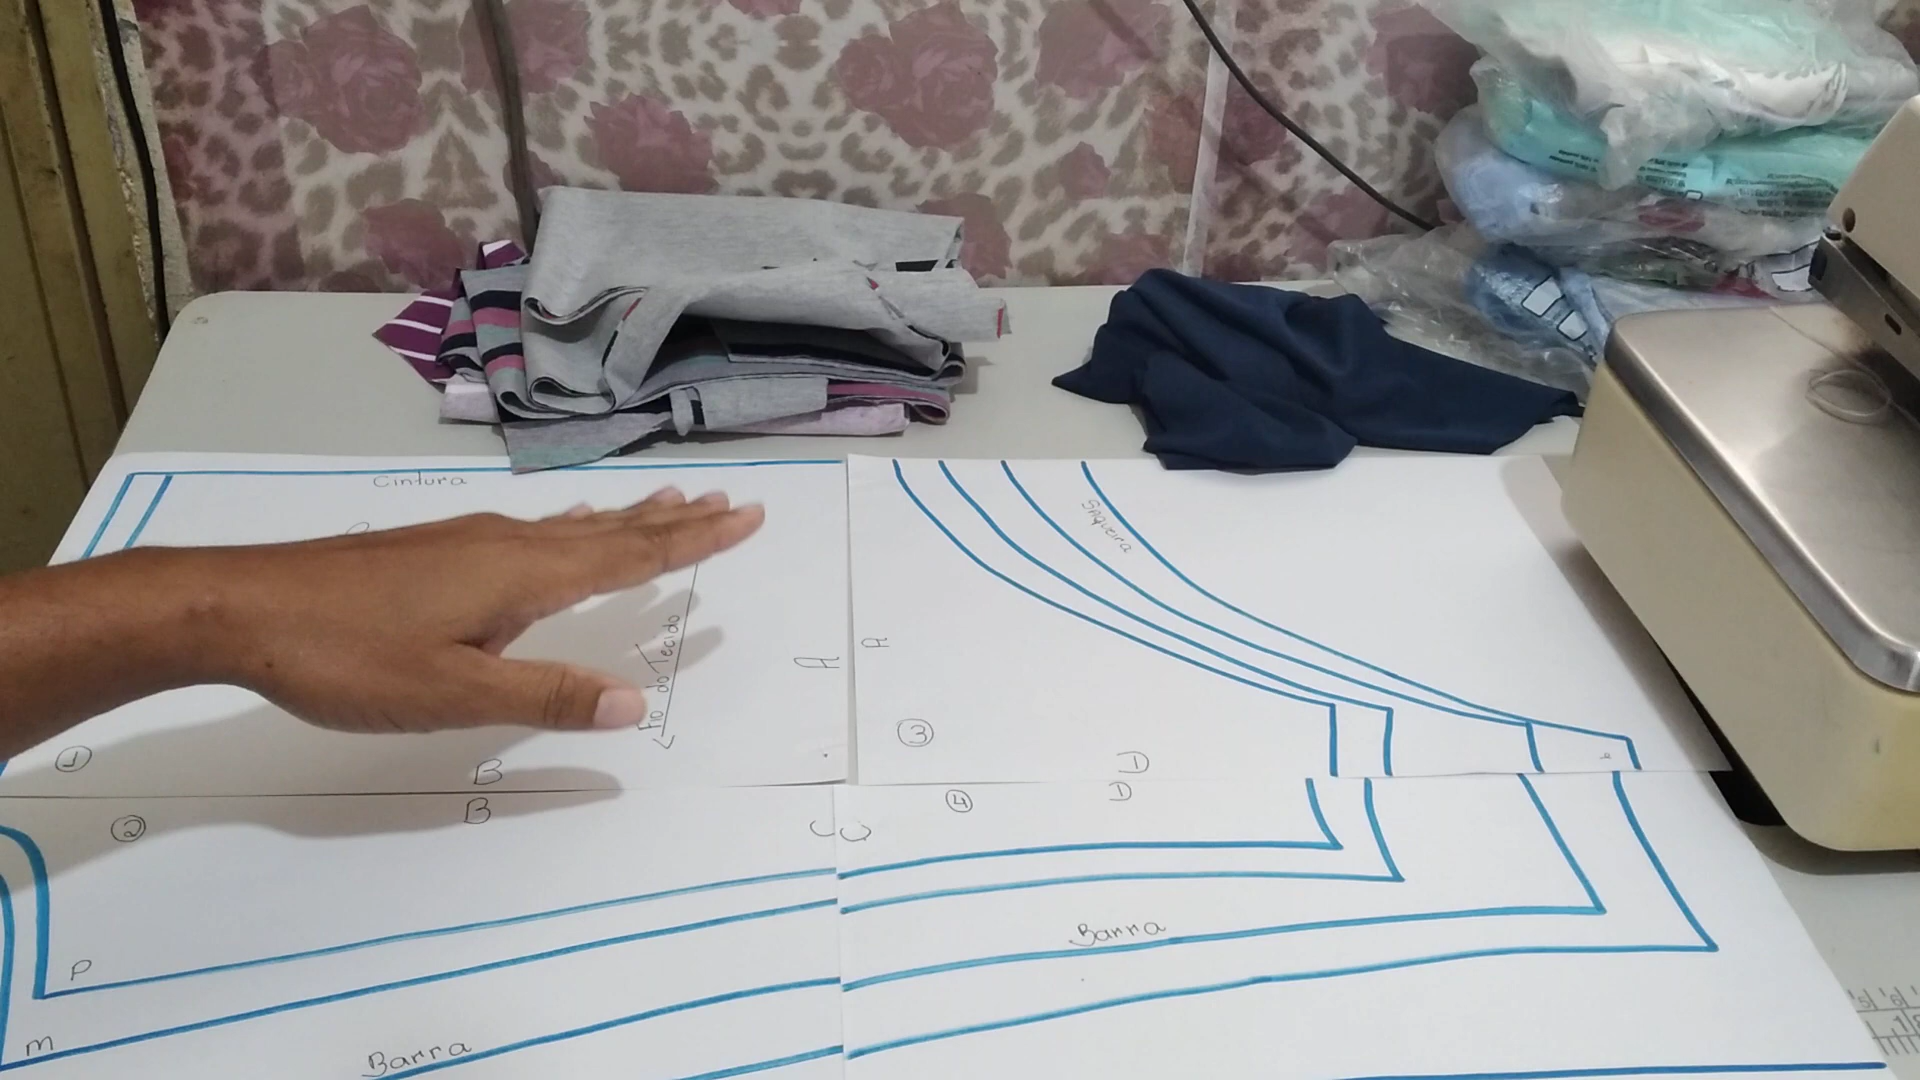 Cintura
Saqueira
Fio do Tecido
A
A
1
B
3
D
B
2
C
C
4
D
P
Barra
M
Barra